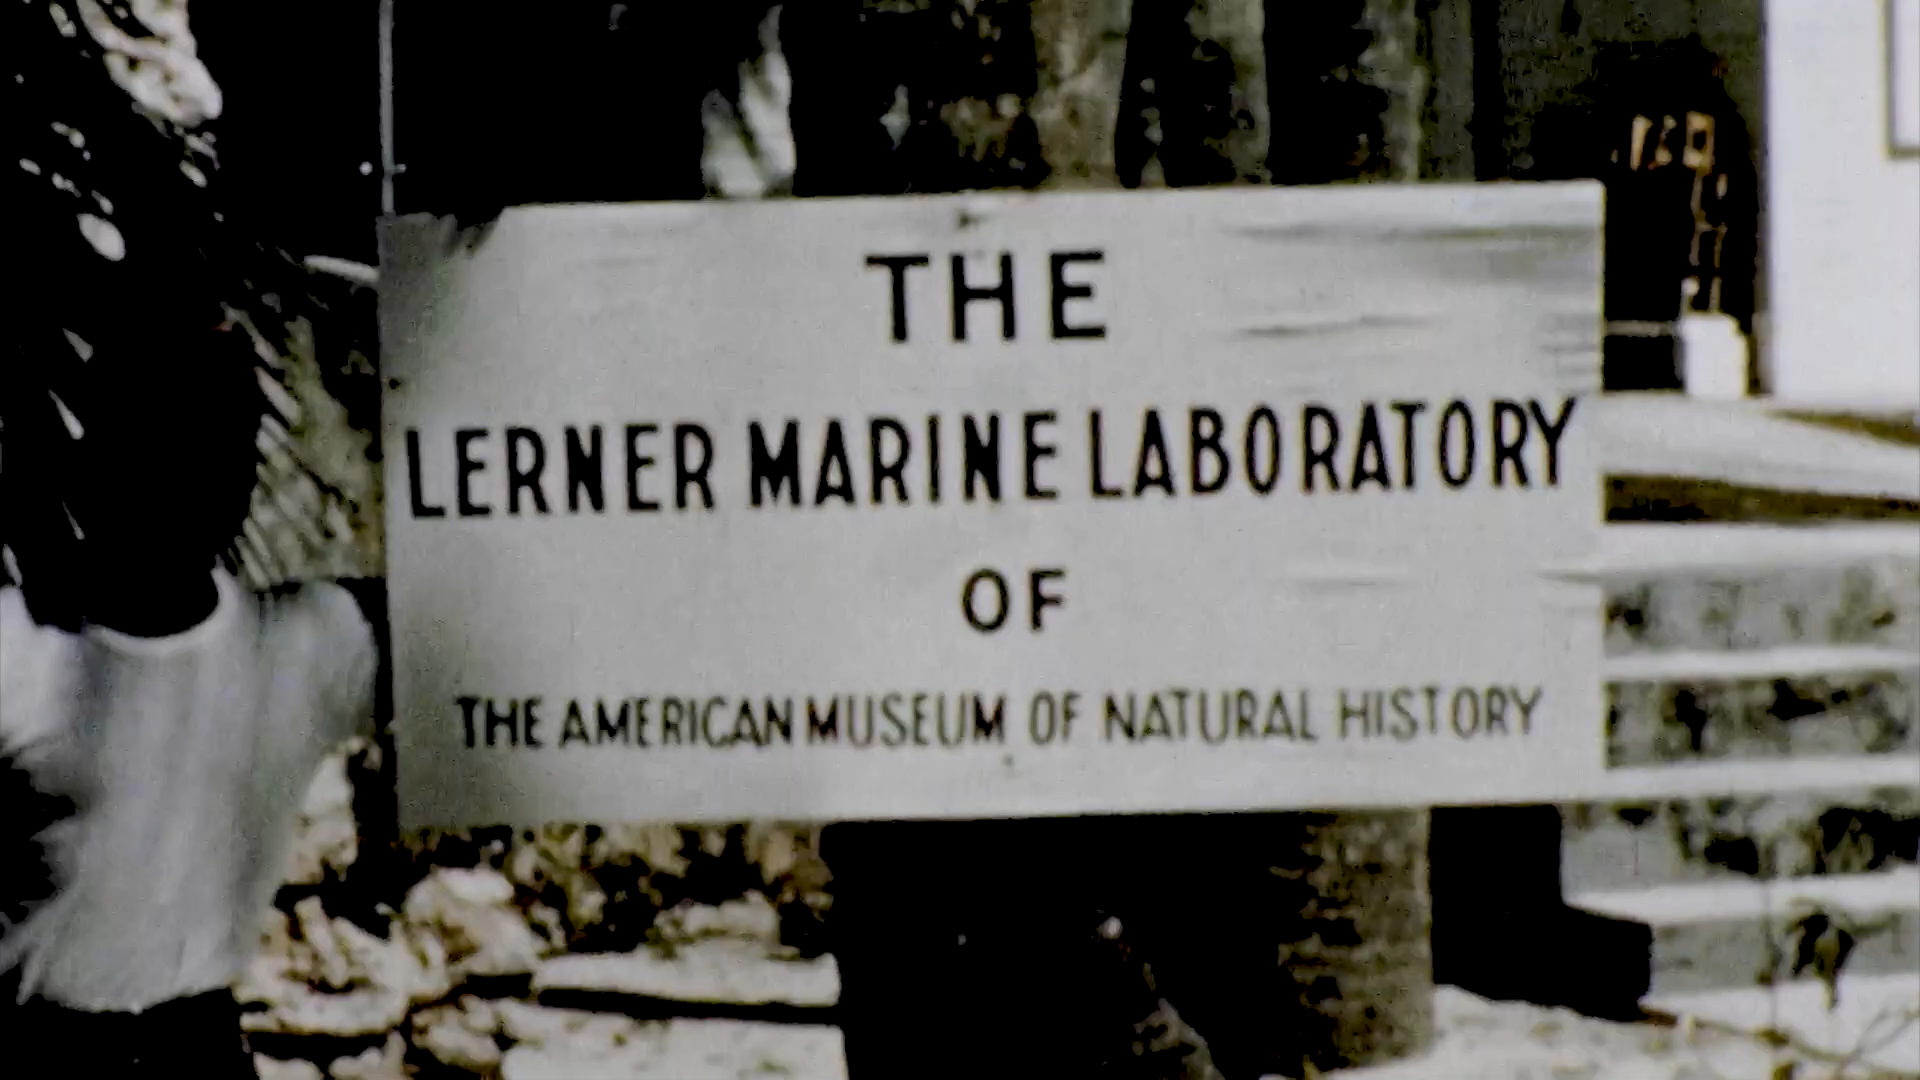 THE
LERNER MARINE LABORATORY
OF
THE AMERICAN MUSEUM OF NATURAL HISTORY